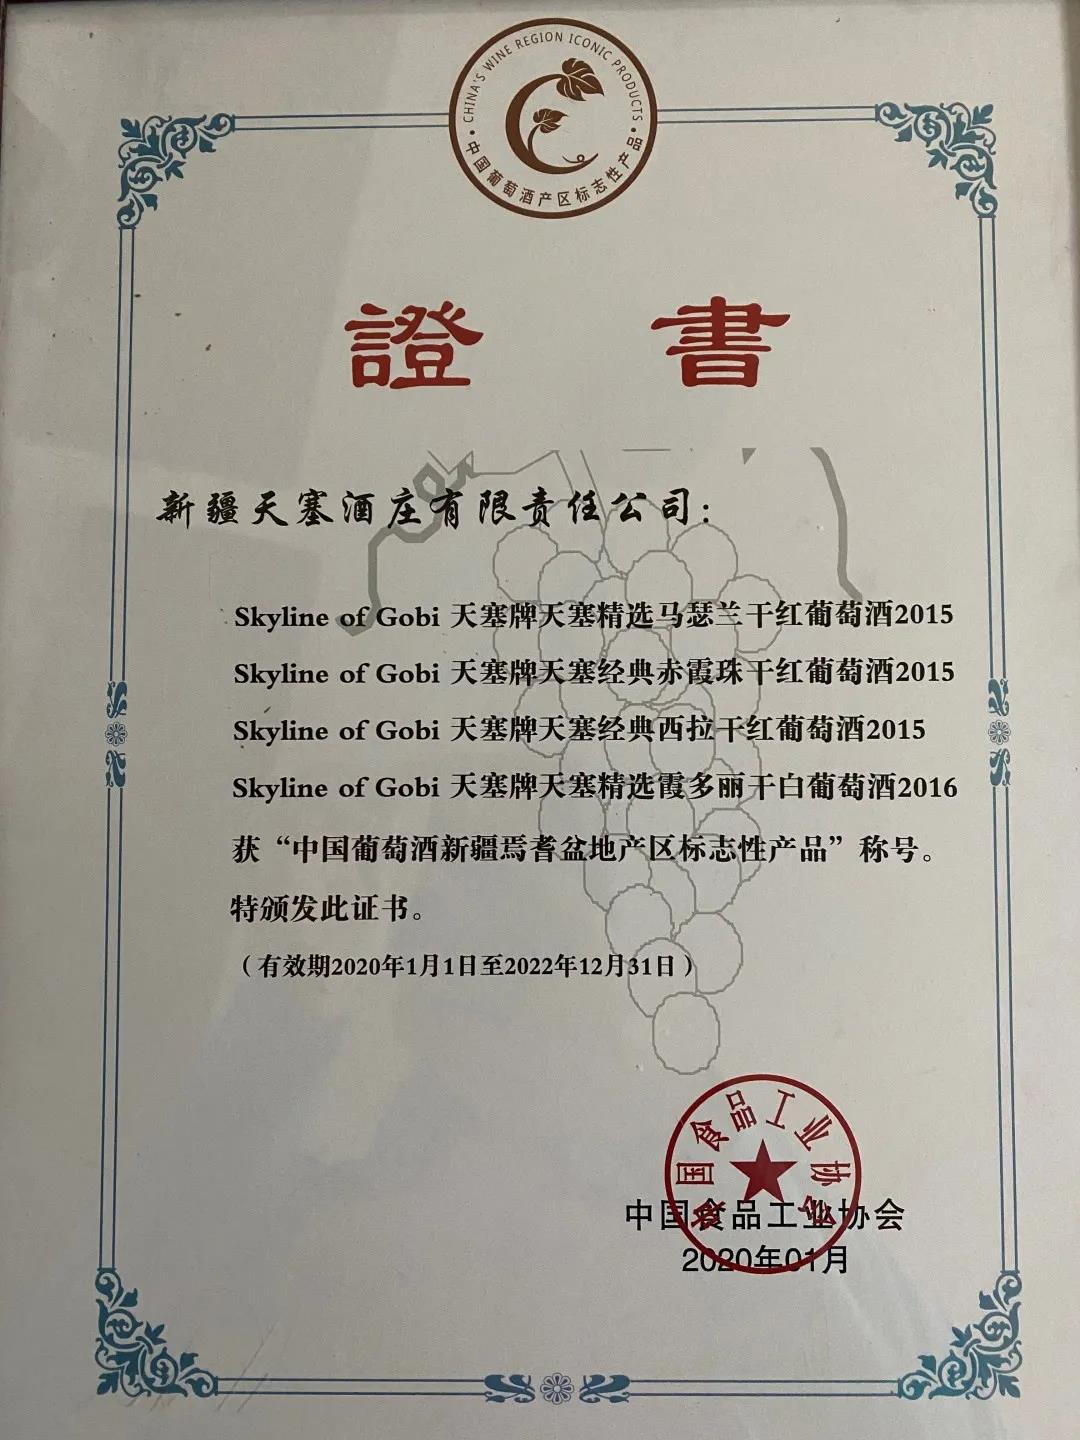 CHINA'S WINE REGION ICONIC PRODUCTS
中国葡萄酒产区标志性产品
證書
新疆天塞酒庄有限责任公司：
Skyline of Gobi 天塞牌天塞精选马瑟兰干红葡萄酒2015
Skyline of Gobi 天塞牌天塞经典赤霞珠干红葡萄酒2015
Skyline of Gobi 天塞牌天塞经典西拉干红葡萄酒2015
Skyline of Gobi 天塞牌天塞精选霞多丽干白葡萄酒2016
获“中国葡萄酒新疆焉耆盆地产区标志性产品”称号。
特颁发此证书。
（有效期2020年1月1日至2022年12月31日）
国食品工业协会
中国食品工业协会
2020年01月